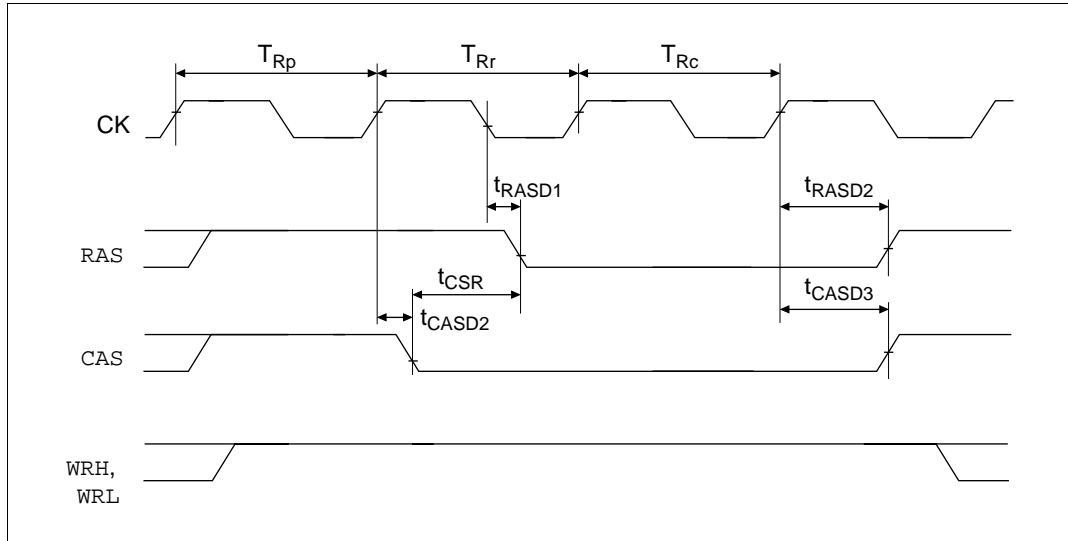 TRp TRr TRc
CK
tRASD1 tRASD2
RAS
tCSR tCASD3
tCASD2
CAS
WRH,
WRL